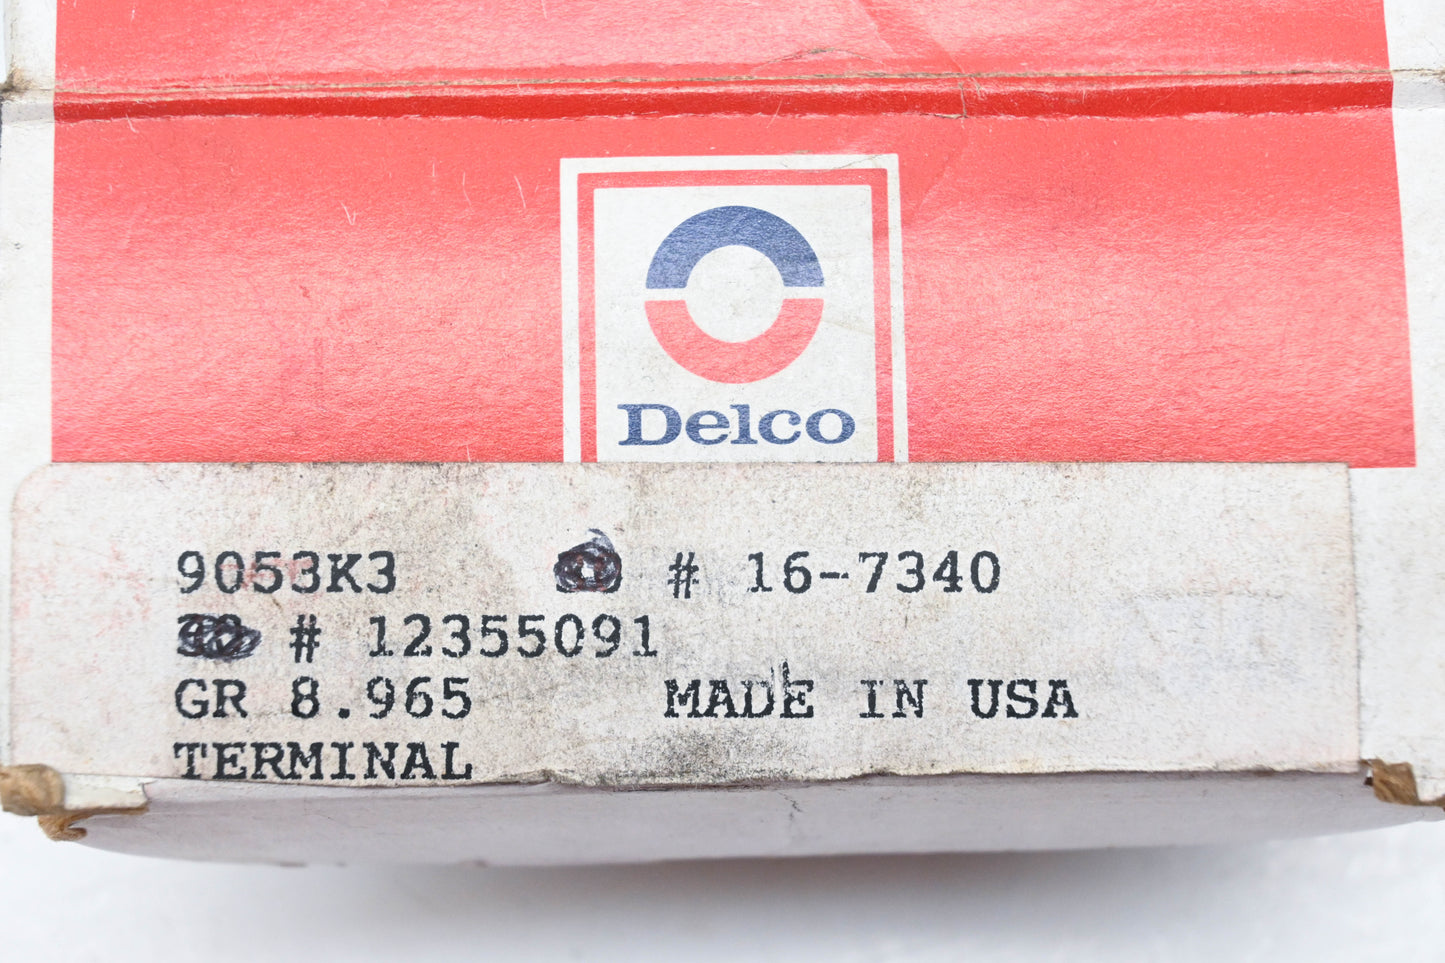 Delco
9053K3 # 16-7340
# 12355091
GR 8.965 MADE IN USA
TERMINAL